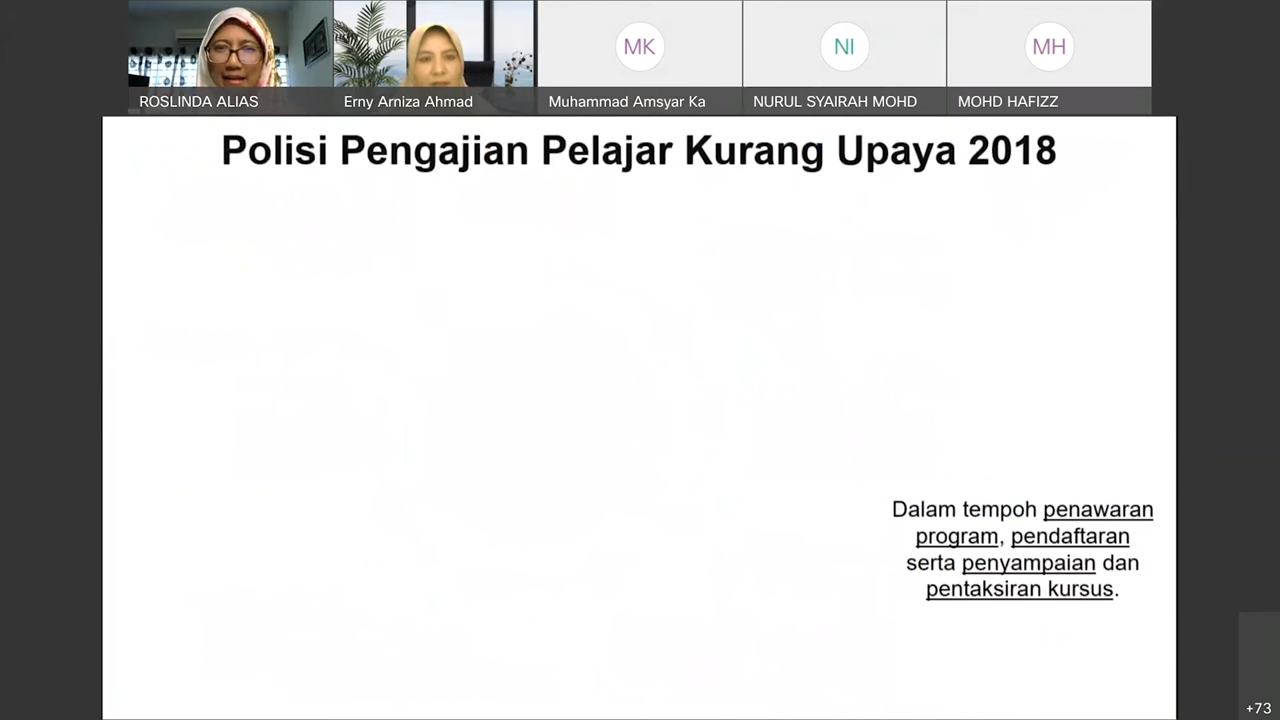 MK
NI
MH
ROSLINDA ALIAS
Erny Arniza Ahmad
Muhammad Amsyar Ka
NURUL SYAIRAH MOHD
MOHD HAFIZZ
Polisi Pengajian Pelajar Kurang Upaya 2018
Dalam tempoh penawaran
program, pendaftaran
serta penyampaian dan
pentaksiran kursus.
+73